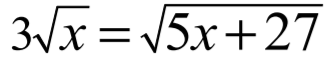 3√x = √5x+27